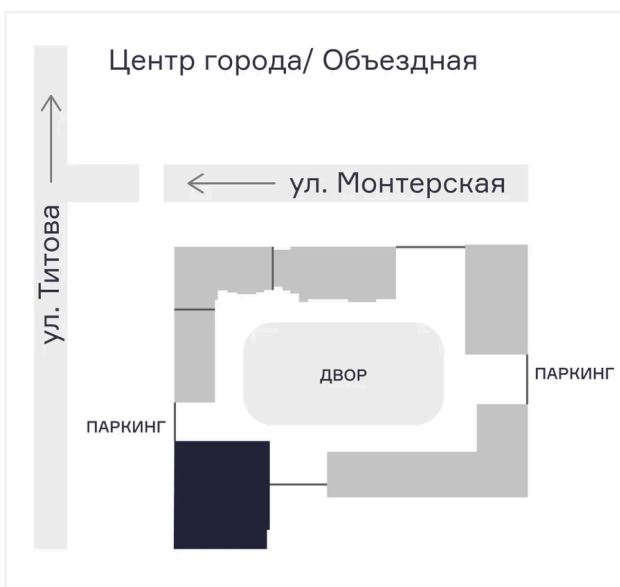 Центр города/ Объездная
ул. Монтерская
ул. Титова
ДВОР
ПАРКИНГ
ПАРКИНГ